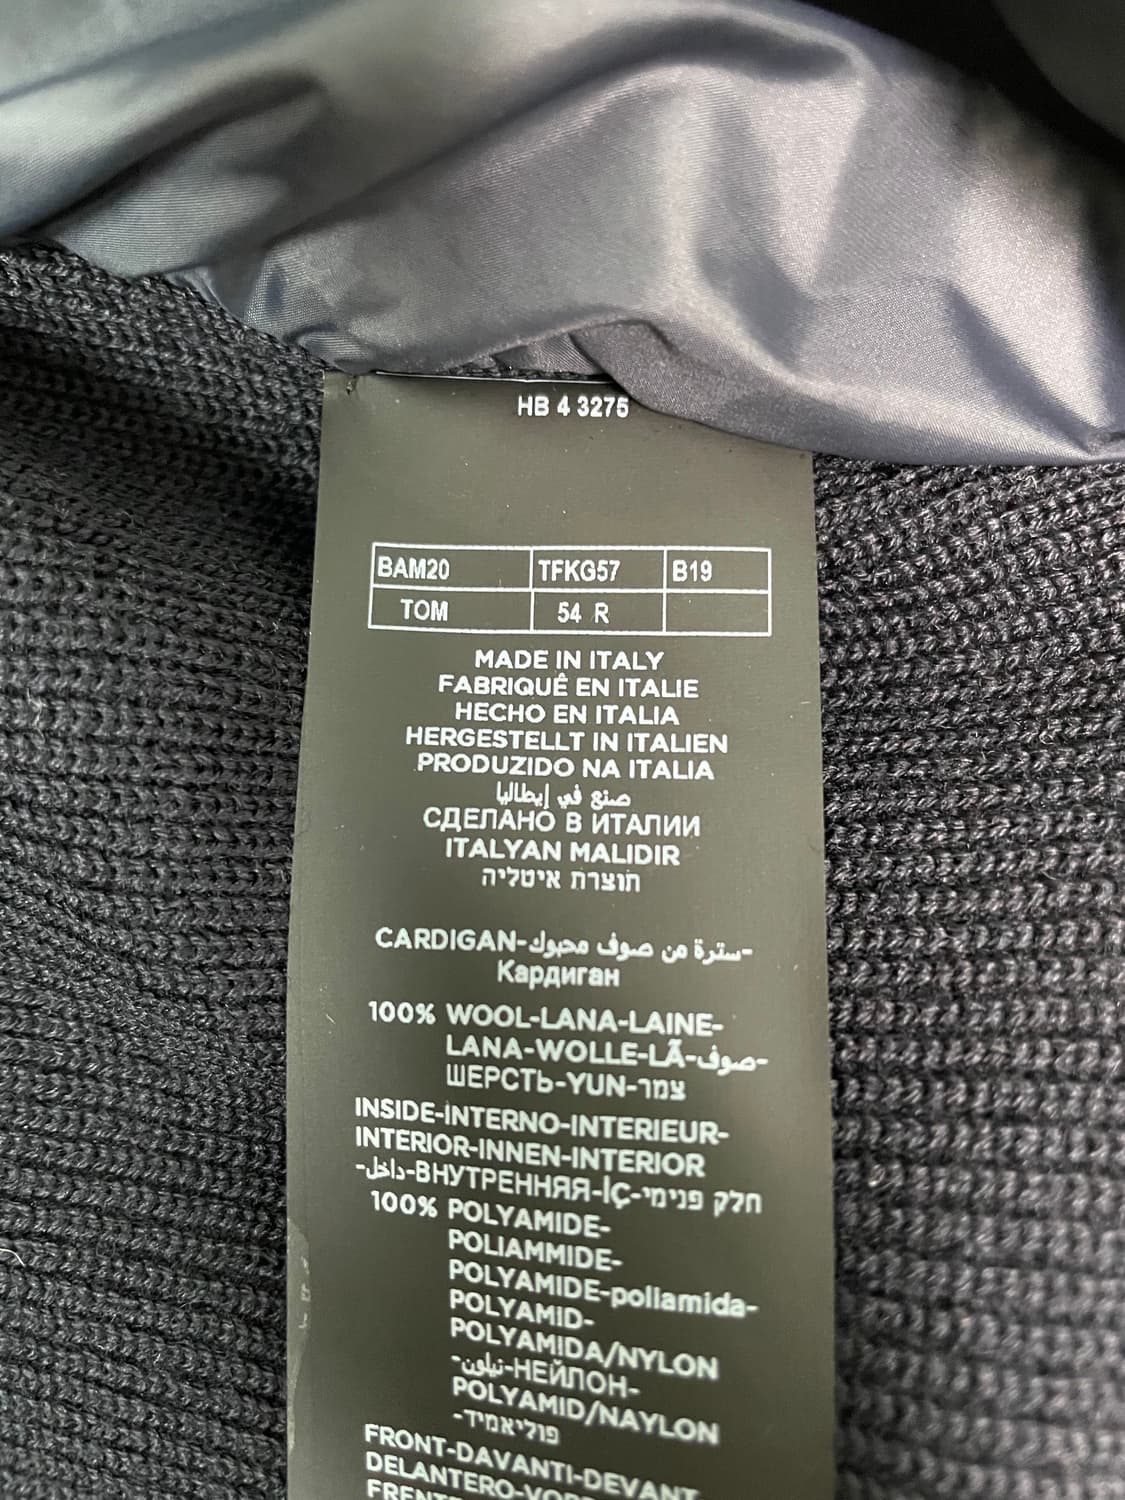 HB 4 3275
BAM20 TFKG57 B19
TOM 54 R
MADE IN ITALY
FABRIQUÊ EN ITALIE
HECHO EN ITALIA
HERGESTELLT IN ITALIEN
PRODUZIDO NA ITALIA
صنع في إيطاليا
СДЕЛАНО В ИТАЛИИ
ITALYAN MALIDIR
תוצרת איטליה
CARDIGAN-سترة من صوف محبوك-
Кардиган
100% WOOL-LANA-LAINE-
LANA-WOLLE-LÃ-صوف-
ШЕРСТЬ-YUN-צמר
INSIDE-INTERNO-INTERIEUR-
INTERIOR-INNEN-INTERIOR
-داخل-ВНУТРЕННЯЯ-İÇ-חלק פנימי
100% POLYAMIDE-
POLIAMMIDE-
POLYAMIDE-poliamida-
POLYAMID-
POLYAMIDA/NYLON
-نيلون-НЕЙЛОН-
POLYAMID/NAYLON
-פוליאמיד
FRONT-DAVANTI-DEVANT